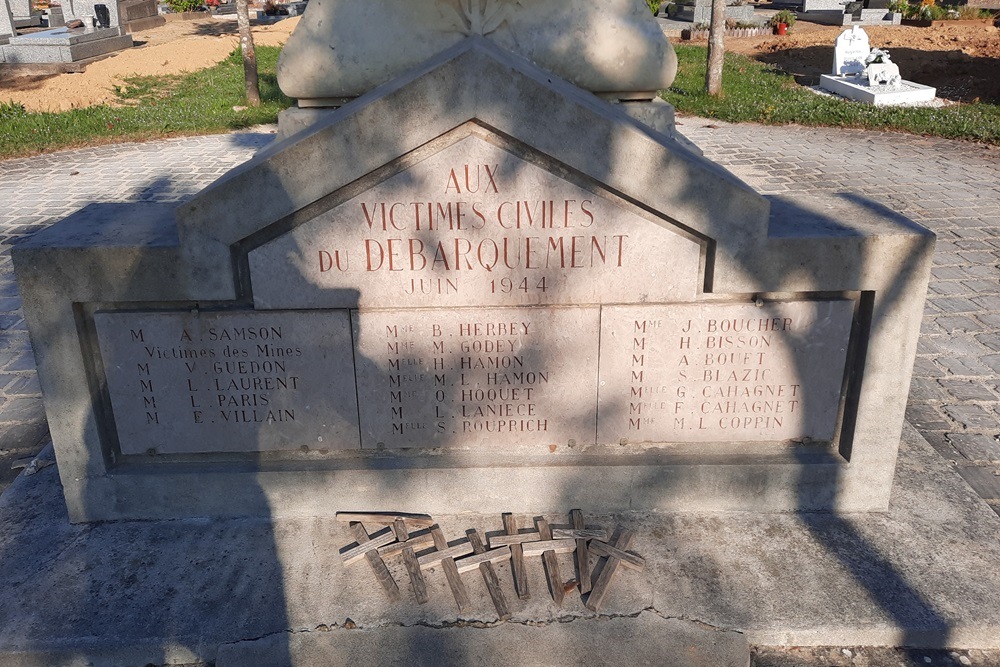 AUX
VICTIMES CIVILES
DU DEBARQUEMENT
JUIN 1944
M A. SAMSON
Victimes des Mines
M V. GUEDON
M L. LAURENT
M L. PARIS
M E. VILLAIN
MME B. HERBEY
MME M. GODEY
MELLE H. HAMON
MELLE M.L. HAMON
MME O. HOQUET
M L. LANIECE
MELLE S. ROUPRICH
MME J. BOUCHER
M H. BISSON
M A. BOUET
M S. BLAZIC
MELLE G. CAHAGNET
MELLE F. CAHAGNET
MELLE M.L. COPPIN